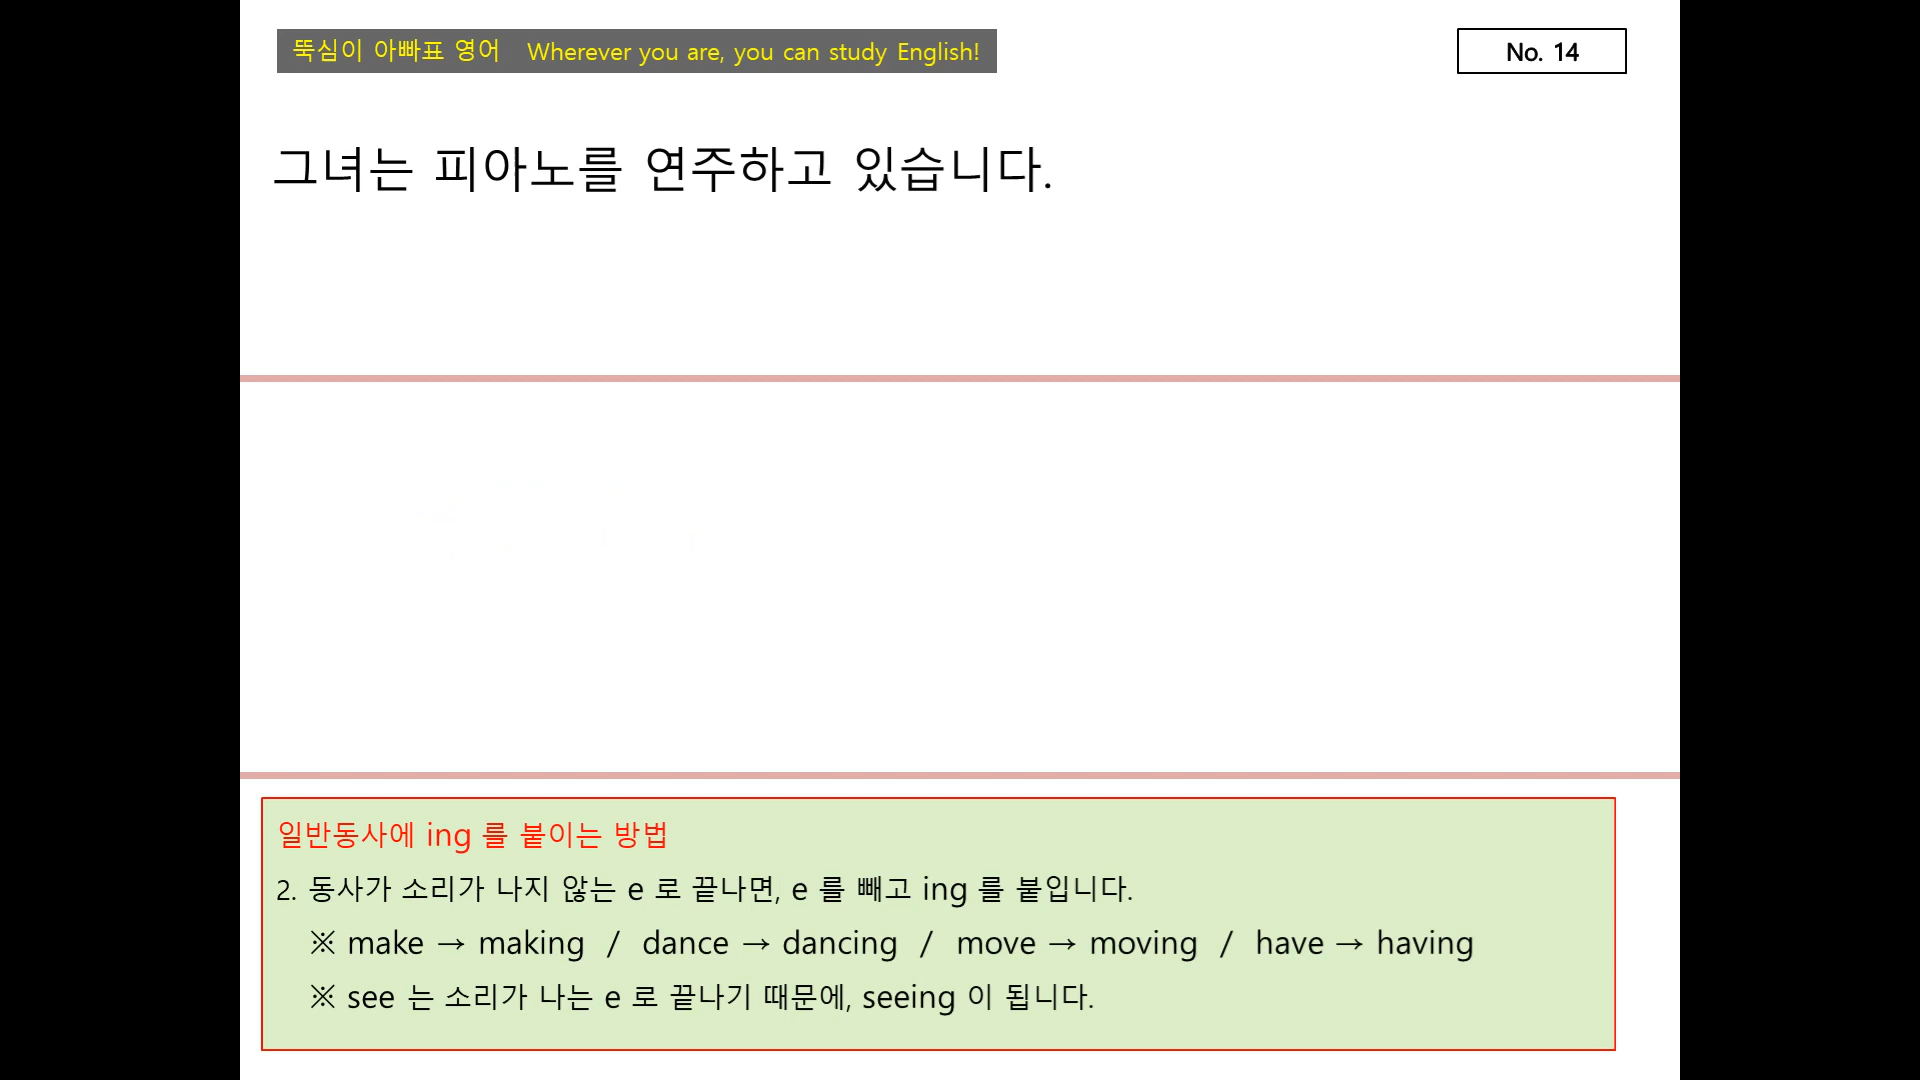 뚝심이 아빠표 영어 Wherever you are, you can study English!
No. 14
그녀는 피아노를 연주하고 있습니다.
일반동사에 ing 를 붙이는 방법
2. 동사가 소리가 나지 않는 e 로 끝나면, e 를 빼고 ing 를 붙입니다.
※ make → making / dance → dancing / move → moving / have → having
※ see 는 소리가 나는 e 로 끝나기 때문에, seeing 이 됩니다.